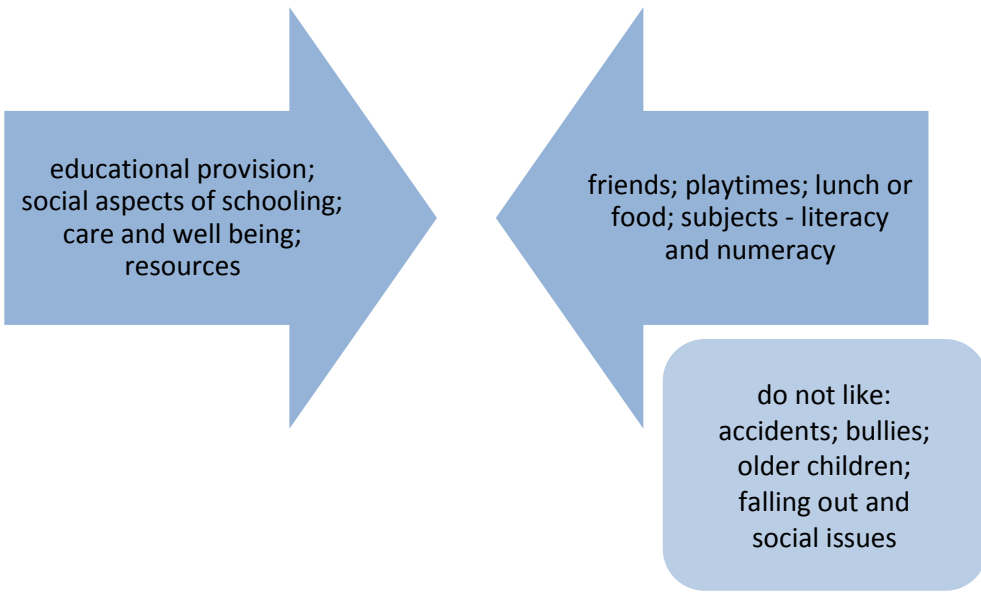 educational provision;
social aspects of schooling;
care and well being;
resources
friends; playtimes; lunch or
food; subjects - literacy
and numeracy
do not like:
accidents; bullies;
older children;
falling out and
social issues